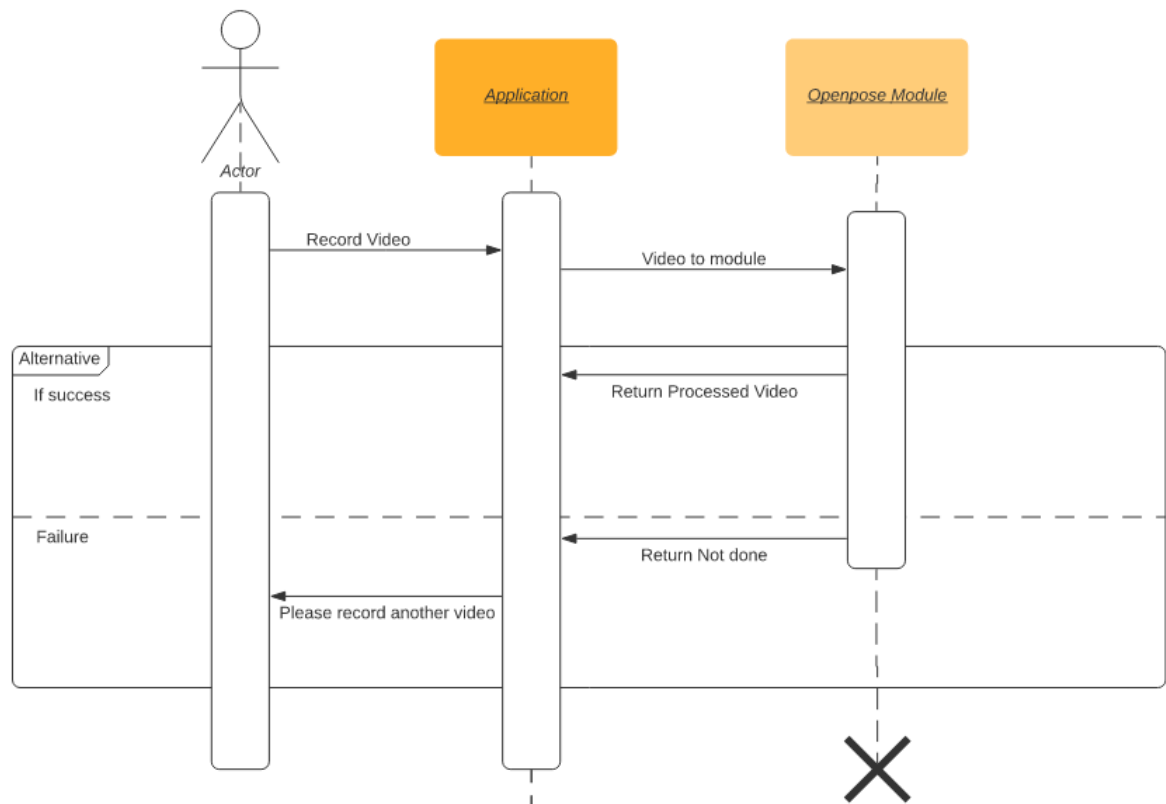 Application
Openpose Module
Actor
Record Video
Video to module
Alternative
If success
Return Processed Video
Failure
Return Not done
Please record another video